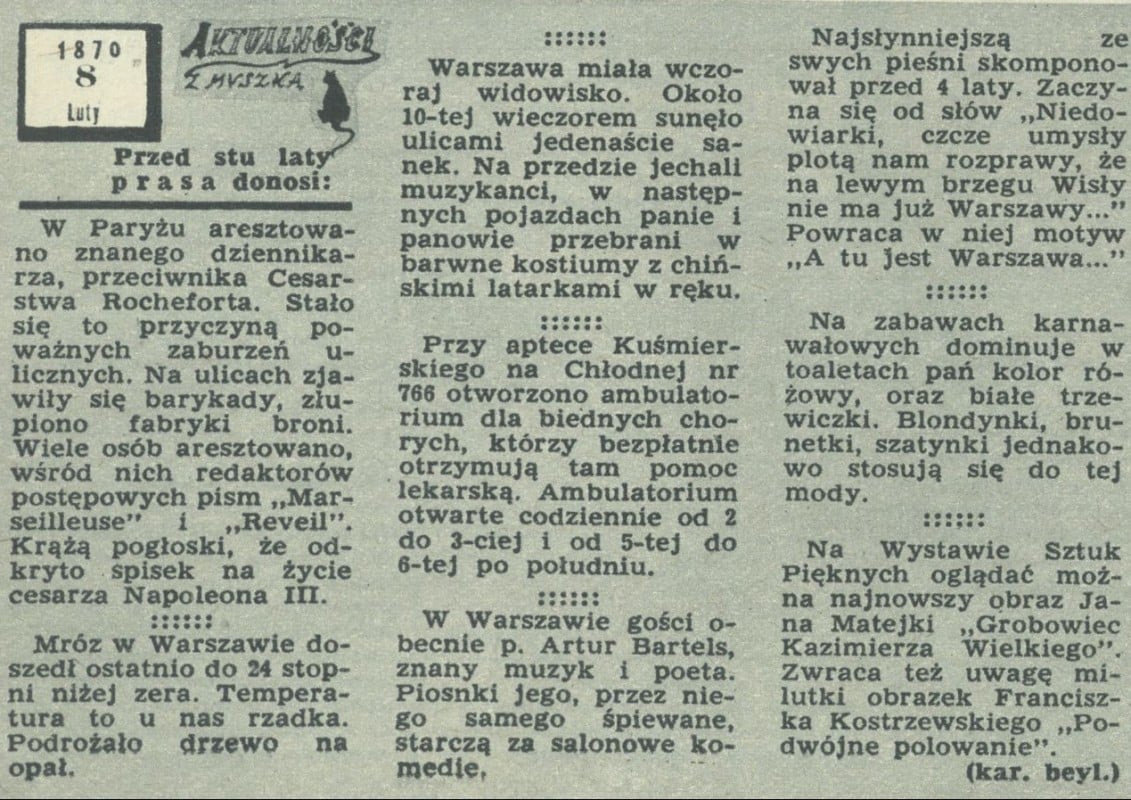 1870
8
Luty
AKTUALNOŚCI
Z MYSZKĄ
Przed stu laty
prasa donosi:
W Paryżu aresztowa-
no znanego dziennika-
rza, przeciwnika Cesar-
stwa Rocheforta. Stało
się to przyczyną po-
ważnych zaburzeń u-
licznych. Na ulicach zja-
wiły się barykady, złu-
piono fabryki broni.
Wiele osób aresztowano,
wśród nich redaktorów
postępowych pism „Mar-
seilleuse” i „Reveil”.
Krążą pogłoski, że od-
kryto spisek na życie
cesarza Napoleona III.
::::::
Mróz w Warszawie do-
szedł ostatnio do 24 stop-
ni niżej zera. Tempera-
tura to u nas rzadka.
Podrożało drzewo na
opał.
::::::
Warszawa miała wczo-
raj widowisko. Około
10-tej wieczorem sunęło
ulicami jedenaście sa-
nek. Na przedzie jechali
muzykanci, w następ-
nych pojazdach panie i
panowie przebrani w
barwne kostiumy z chiń-
skimi latarkami w ręku.
::::::
Przy aptece Kuśmier-
skiego na Chłodnej nr
766 otworzono ambulato-
rium dla biednych cho-
rych, którzy bezpłatnie
otrzymują tam pomoc
lekarską. Ambulatorium
otwarte codziennie od 2
do 3-ciej i od 5-tej do
6-tej po południu.
::::::
W Warszawie gości o-
becnie p. Artur Bartels,
znany muzyk i poeta.
Piosnki jego, przez nie-
go samego śpiewane,
starczą za salonowe ko-
medie.
Najsłynniejszą ze
swych pieśni skompono-
wał przed 4 laty. Zaczy-
na się od słów „Niedo-
wiarki, czcze umysły
plotą nam rozprawy, że
na lewym brzegu Wisły
nie ma już Warszawy...”
Powraca w niej motyw
„A tu jest Warszawa...”
::::::
Na zabawach karna-
wałowych dominuje w
toaletach pań kolor ró-
żowy, oraz białe trze-
wiczki. Blondynki, bru-
netki, szatynki jednako-
wo stosują się do tej
mody.
::::::
Na Wystawie Sztuk
Pięknych oglądać moż-
na najnowszy obraz Ja-
na Matejki „Grobowiec
Kazimierza Wielkiego”.
Zwraca też uwagę mi-
lutki obrazek Francisz-
ka Kostrzewskiego „Po-
dwójne polowanie”.
(kar. beyl.)